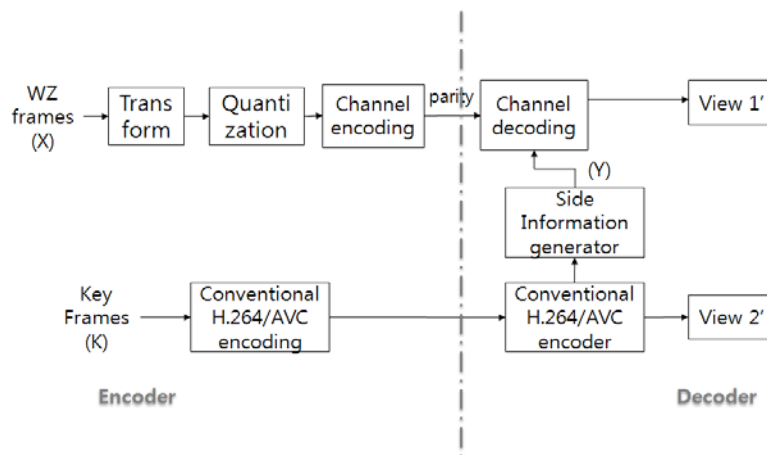 WZ
frames
(X)
Trans
form
Quanti
zation
Channel
encoding
parity
Channel
decoding
View 1'
(Y)
Side
Information
generator
Key
Frames
(K)
Conventional
H.264/AVC
encoding
Conventional
H.264/AVC
encoder
View 2'
Encoder
Decoder